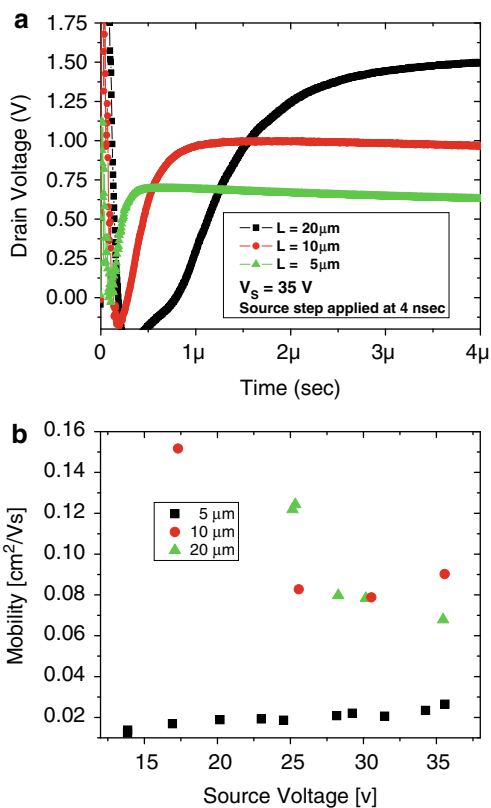 a
1.75
1.50
1.25
1.00
0.75
0.50
0.25
0.00
Drain Voltage (V)
L = 20μm
L = 10μm
L = 5μm
V_S = 35 V
Source step applied at 4 nsec
0 1μ 2μ 3μ 4μ
Time (sec)
b
0.16
0.14
0.12
0.10
0.08
0.06
0.04
0.02
Mobility [cm²/Vs]
5 μm
10 μm
20 μm
15 20 25 30 35
Source Voltage [v]